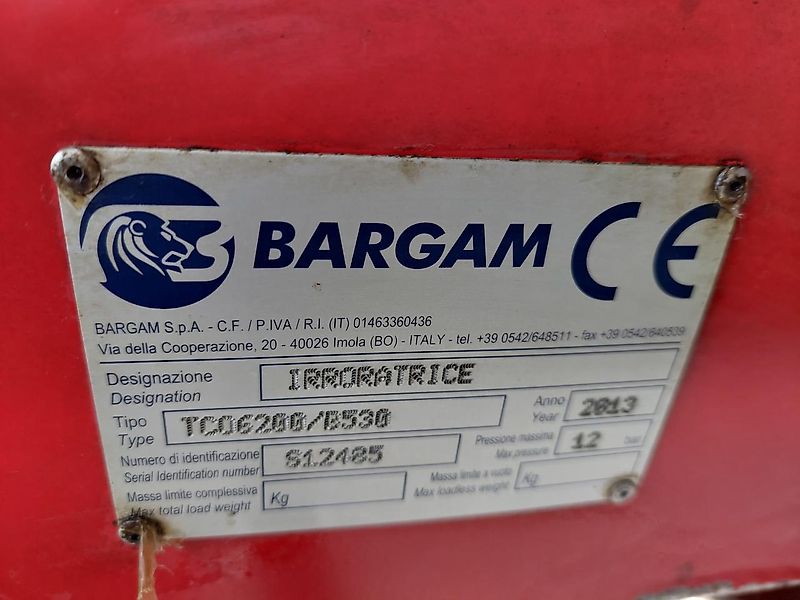 BARGAM CE
BARGAM S.p.A. - C.F. / P.IVA / R.I. (IT) 01463360436
Via della Cooperazione, 20 - 40026 Imola (BO) - ITALY - tel. +39 0542/648511 - fax +39 0542/640539
Designazione
Designation
IRRORATRICE
Tipo
Type
TCO6200/B530
Anno
Year
2013
Numero di identificazione
Serial Identification number
S12485
Pressione massima
Max pressure
12 bar
Massa limite complessiva
Max total load weight
Kg
Massa limite a vuoto
Max loadless weight
Kg